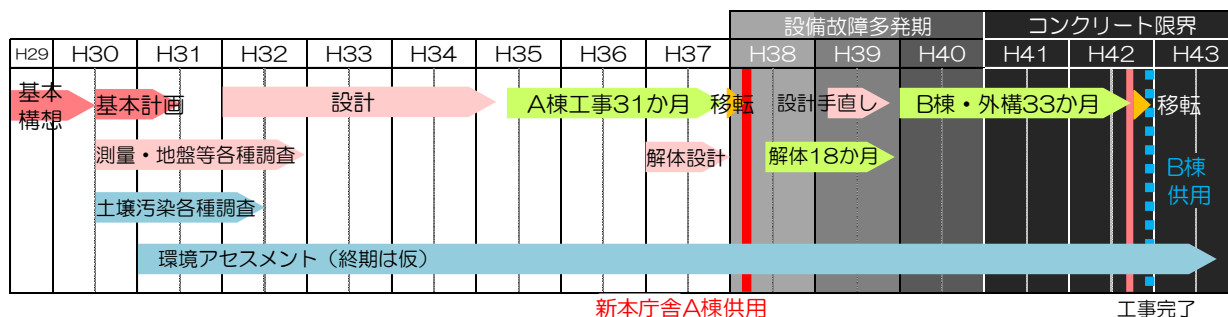 設備故障多発期 コンクリート限界
H29 H30 H31 H32 H33 H34 H35 H36 H37 H38 H39 H40 H41 H42 H43
基本構想 基本計画 設計 A棟工事31か月 移転 設計手直し B棟・外構33か月 移転
測量・地盤等各種調査 解体設計 解体18か月
B棟
供用
土壌汚染各種調査
環境アセスメント（終期は仮）
新本庁舎A棟供用 工事完了